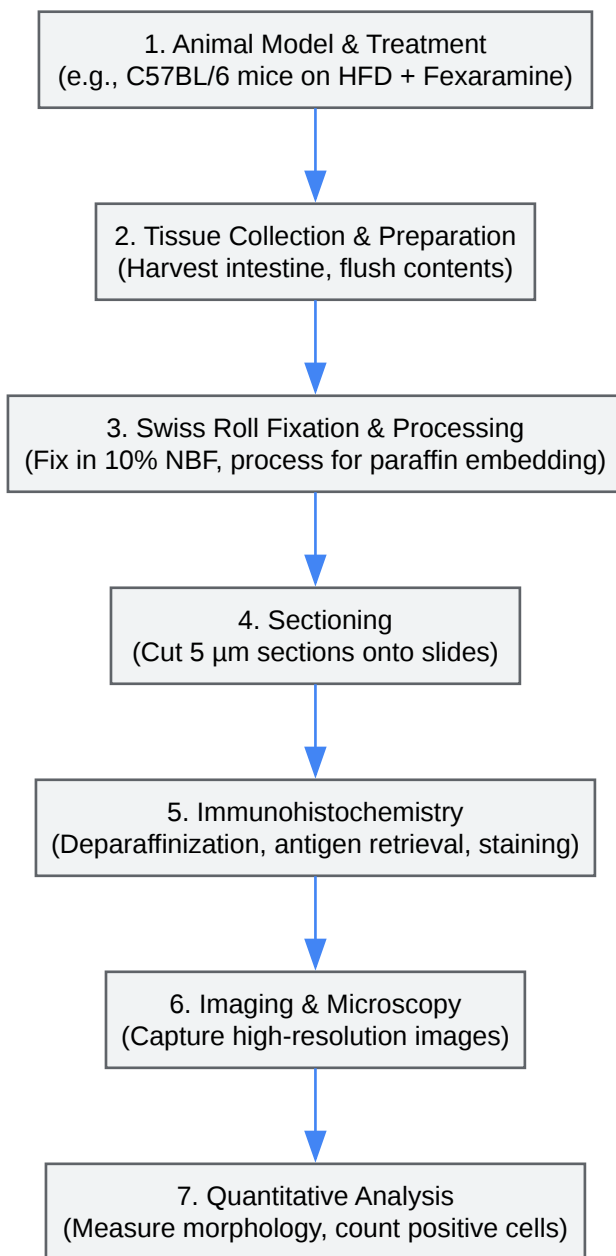 1. Animal Model & Treatment
(e.g., C57BL/6 mice on HFD + Fexaramine)
2. Tissue Collection & Preparation
(Harvest intestine, flush contents)
3. Swiss Roll Fixation & Processing
(Fix in 10% NBF, process for paraffin embedding)
4. Sectioning
(Cut 5 µm sections onto slides)
5. Immunohistochemistry
(Deparaffinization, antigen retrieval, staining)
6. Imaging & Microscopy
(Capture high-resolution images)
7. Quantitative Analysis
(Measure morphology, count positive cells)